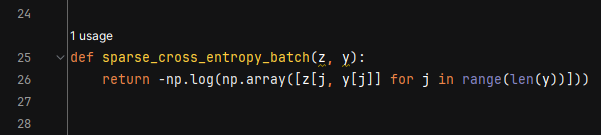 24
1 usage
25 def sparse_cross_entropy_batch(z, y):
26     return -np.log(np.array([z[j, y[j]] for j in range(len(y))]))
27
28